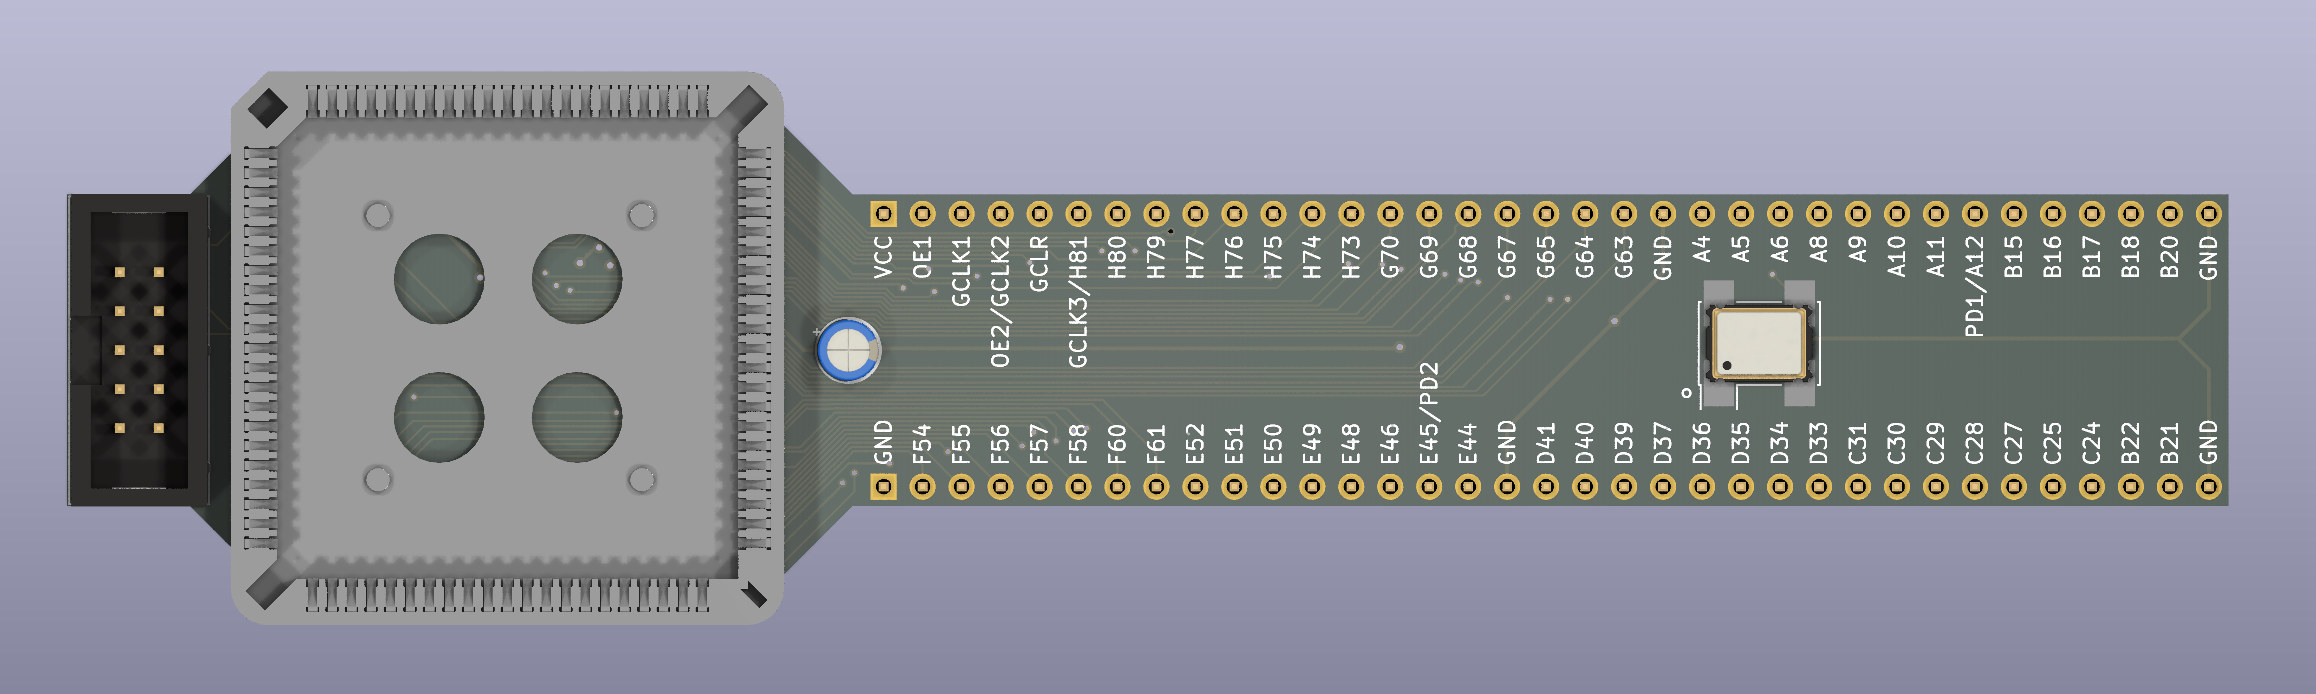 VCC
OE1
GCLK1
OE2/GCLK2
GCLR
GCLK3/H81
H80
H79
H77
H76
H75
H74
H73
G70
G69
G68
G67
G65
G64
G63
GND
A4
A5
A6
A8
A9
A10
A11
PD1/A12
B15
B16
B17
B18
B20
GND
+
GND
F54
F55
F56
F57
F58
F60
F61
E52
E51
E50
E49
E48
E46
E45/PD2
E44
GND
D41
D40
D39
D37
D36
D35
D34
D33
C31
C30
C29
C28
C27
C25
C24
B22
B21
GND